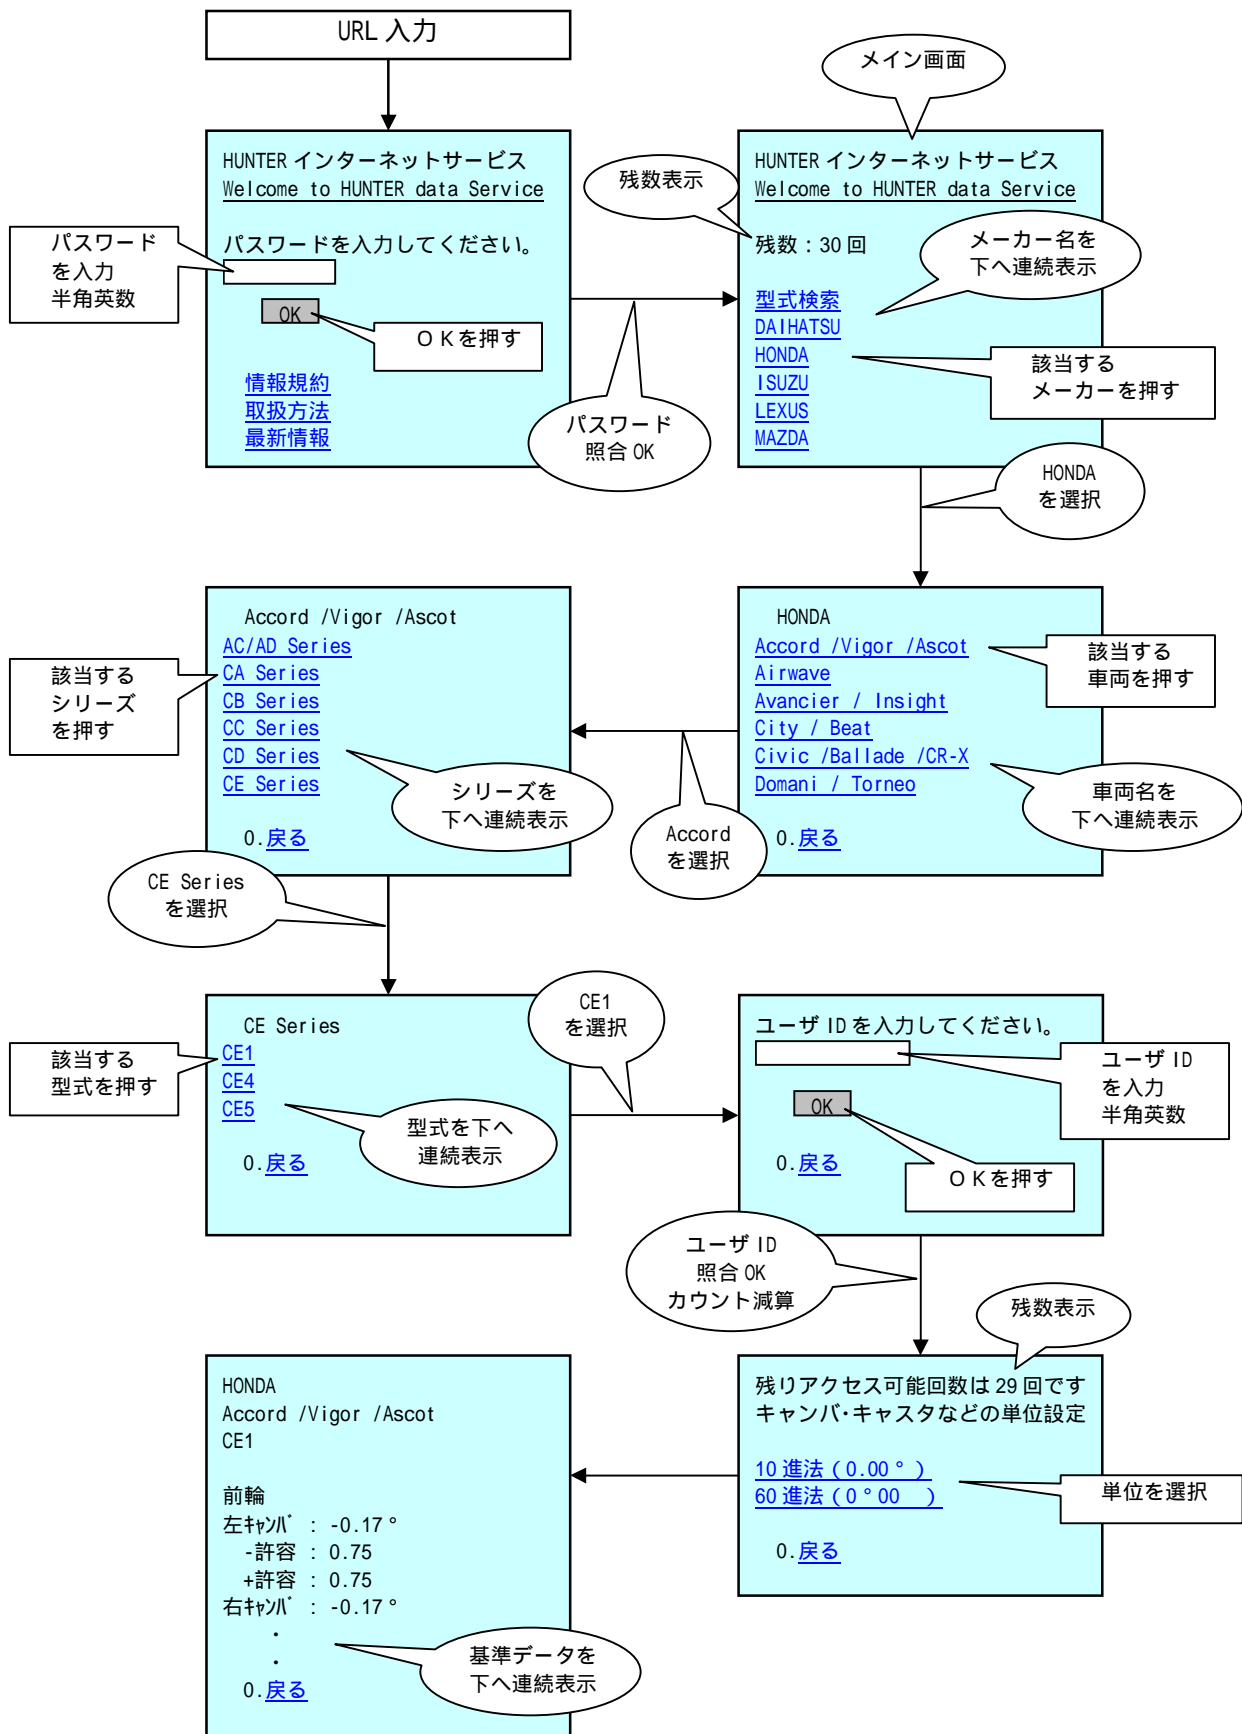 URL 入力
メイン画面
HUNTER インターネットサービス
Welcome to HUNTER data Service
パスワードを入力してください。
OK
情報規約
取扱方法
最新情報
パスワード
を入力
半角英数
ＯＫを押す
パスワード
照合 OK
残数表示
HUNTER インターネットサービス
Welcome to HUNTER data Service
残数：30 回
型式検索
DAIHATSU
HONDA
ISUZU
LEXUS
MAZDA
メーカー名を
下へ連続表示
該当する
メーカーを押す
HONDA
を選択
HONDA
Accord /Vigor /Ascot
Airwave
Avancier / Insight
City / Beat
Civic /Ballade /CR-X
Domani / Torneo
0.戻る
該当する
車両を押す
車両名を
下へ連続表示
Accord
を選択
Accord /Vigor /Ascot
AC/AD Series
CA Series
CB Series
CC Series
CD Series
CE Series
0.戻る
該当する
シリーズ
を押す
シリーズを
下へ連続表示
CE Series
を選択
CE Series
CE1
CE4
CE5
0.戻る
該当する
型式を押す
型式を下へ
連続表示
CE1
を選択
ユーザ ID を入力してください。
OK
0.戻る
ユーザ ID
を入力
半角英数
ＯＫを押す
ユーザ ID
照合 OK
カウント減算
残数表示
残りアクセス可能回数は 29 回です
キャンバ・キャスタなどの単位設定
10 進法（0.00°）
60 進法（0°00　）
0.戻る
単位を選択
HONDA
Accord /Vigor /Ascot
CE1
前輪
左ｷｬﾝﾊﾞ : -0.17°
-許容 : 0.75
+許容 : 0.75
右ｷｬﾝﾊﾞ : -0.17°
・
・
0.戻る
基準データを
下へ連続表示